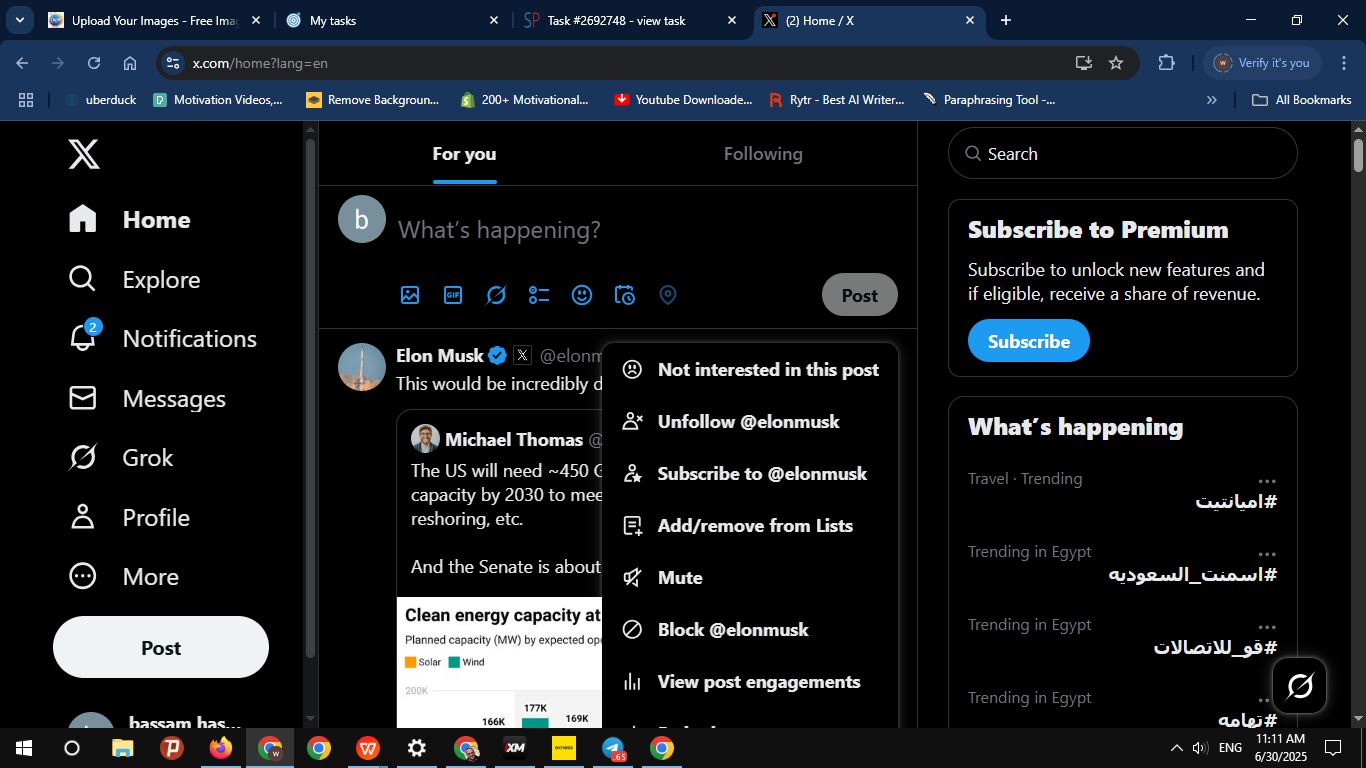 Upload Your Images - Free Imag
My tasks
Task #2692748 - view task
(2) Home / X
x.com/home?lang=en
Verify it's you
uberduck
Motivation Videos,...
Remove Backgroun...
200+ Motivational...
Youtube Downloade...
Rytr - Best AI Writer...
Paraphrasing Tool -...
All Bookmarks
Home
Explore
2
Notifications
Messages
Grok
Profile
More
Post
bassam has...
For you
Following
b
What's happening?
GIF
Post
Elon Musk
@elonm
This would be incredibly d
Michael Thomas @
The US will need ~450 G
capacity by 2030 to mee
reshoring, etc.
And the Senate is about
Clean energy capacity at
Planned capacity (MW) by expected op
Solar
Wind
200K
166K
177K
169K
Not interested in this post
Unfollow @elonmusk
Subscribe to @elonmusk
Add/remove from Lists
Mute
Block @elonmusk
View post engagements
Search
Subscribe to Premium
Subscribe to unlock new features and
if eligible, receive a share of revenue.
Subscribe
What's happening
Travel · Trending
#اميانتيت
Trending in Egypt
#اسمنت_السعوديه
Trending in Egypt
#قو_للاتصالات
Trending in Egypt
#تهامه
ENG
11:11 AM
6/30/2025